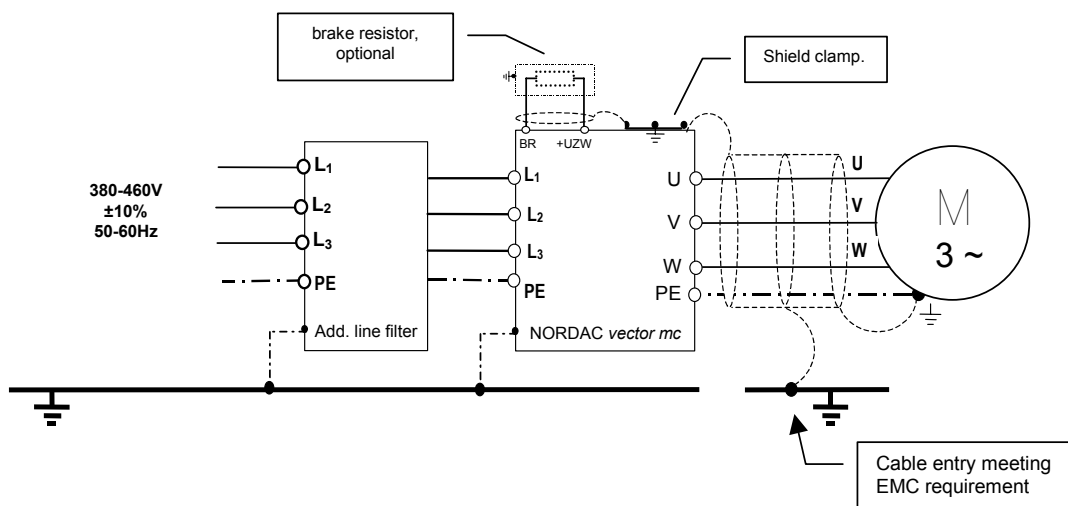 brake resistor,
optional
Shield clamp.
BR
+UZW
380-460V
±10%
50-60Hz
L1
L2
L3
PE
Add. line filter
L1
L2
L3
PE
NORDAC vector mc
U
V
W
PE
U
V
W
M
3 ~
Cable entry meeting
EMC requirement